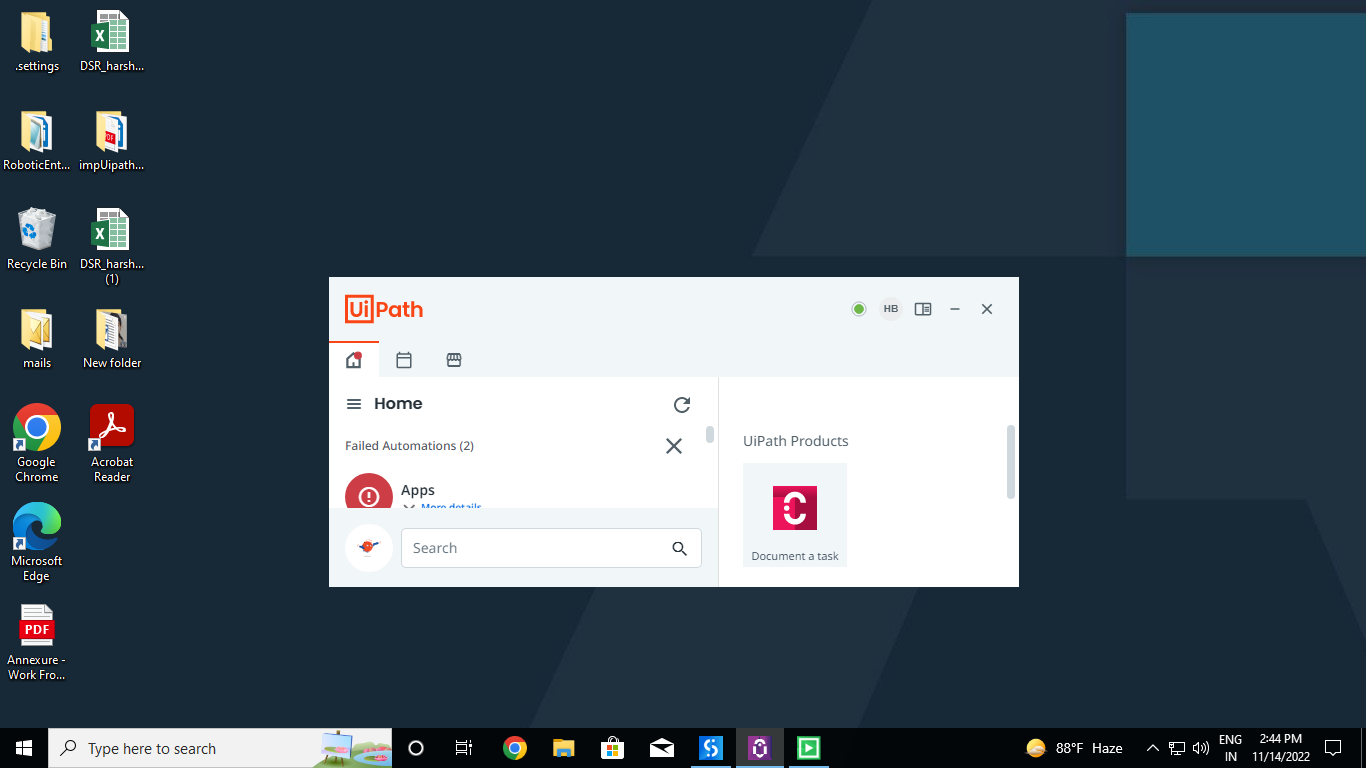 .settings
DSR_harsh...
RoboticEnt...
impUipath...
Recycle Bin
DSR_harsh...
(1)
mails
New folder
Google
Chrome
Acrobat
Reader
Microsoft
Edge
PDF
Annexure -
Work Fro...
UiPath
HB
Home
Failed Automations (2)
Apps
More details
Search
UiPath Products
Document a task
Type here to search
88°F Haze
ENG
IN
2:44 PM
11/14/2022